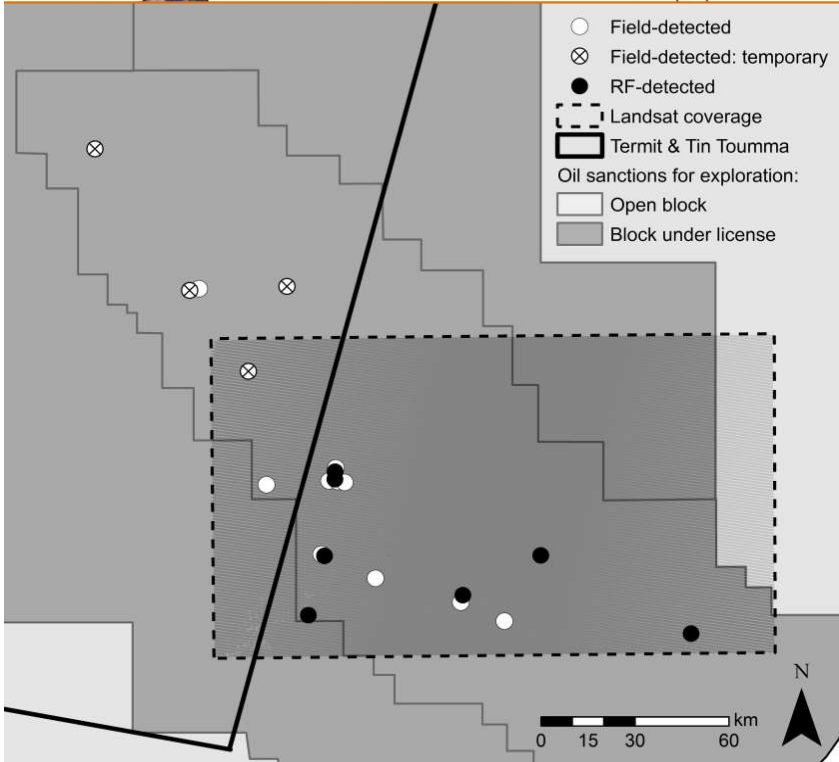 Field-detected
Field-detected: temporary
RF-detected
Landsat coverage
Termit & Tin Toumma
Oil sanctions for exploration:
Open block
Block under license
N
km
0 15 30 60